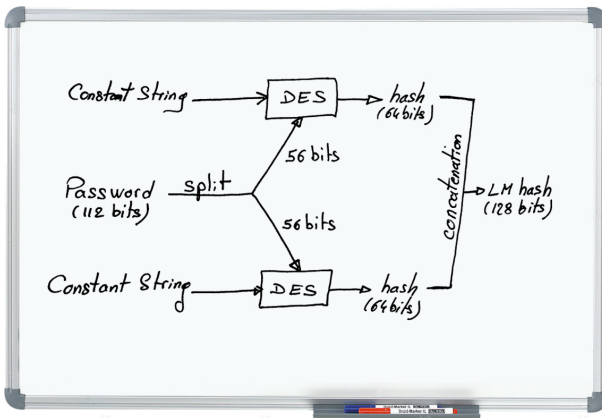 Constant String
DES
hash
(64 bits)
56 bits
Password
(112 bits)
split
56 bits
concatenation
LM hash
(128 bits)
Constant String
DES
hash
(64 bits)